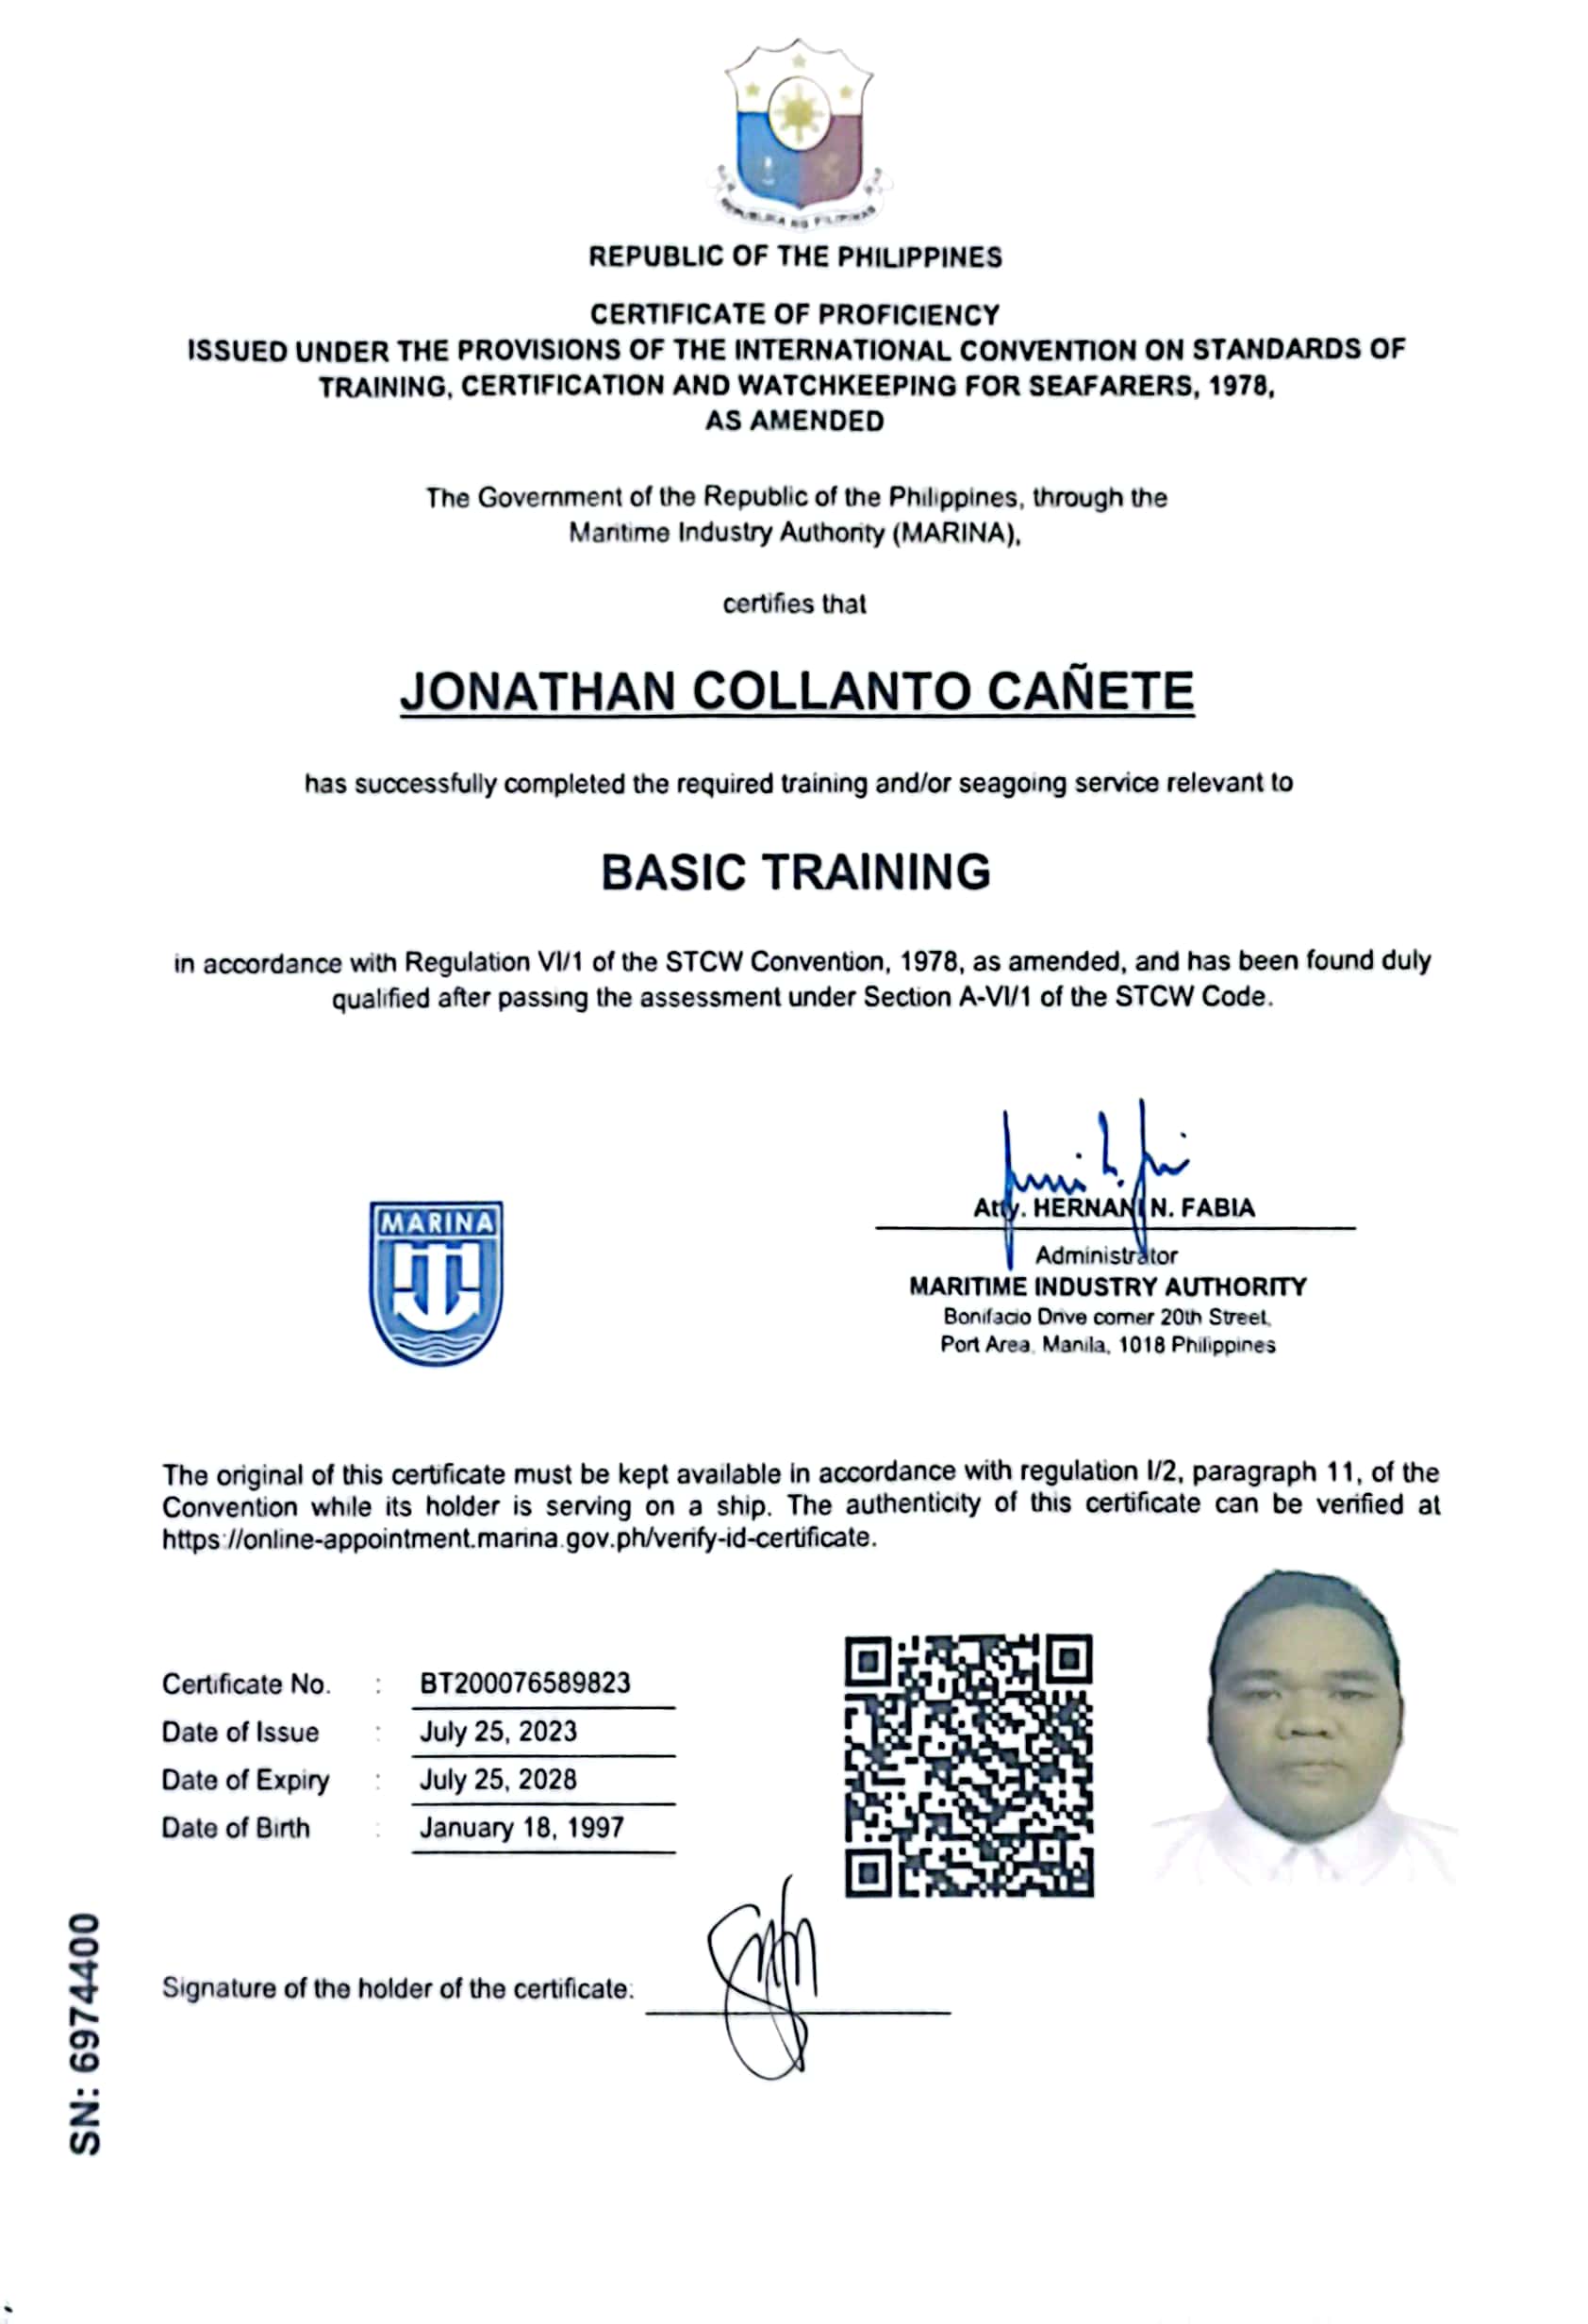 REPUBLIKA NG PILIPINAS
REPUBLIC OF THE PHILIPPINES
CERTIFICATE OF PROFICIENCY
ISSUED UNDER THE PROVISIONS OF THE INTERNATIONAL CONVENTION ON STANDARDS OF
TRAINING, CERTIFICATION AND WATCHKEEPING FOR SEAFARERS, 1978,
AS AMENDED
The Government of the Republic of the Philippines, through the
Maritime Industry Authority (MARINA),
certifies that
JONATHAN COLLANTO CAÑETE
has successfully completed the required training and/or seagoing service relevant to
BASIC TRAINING
in accordance with Regulation VI/1 of the STCW Convention, 1978, as amended, and has been found duly
qualified after passing the assessment under Section A-VI/1 of the STCW Code.
MARINA
Atty. HERNANI N. FABIA
Administrator
MARITIME INDUSTRY AUTHORITY
Bonifacio Drive corner 20th Street,
Port Area, Manila, 1018 Philippines
The original of this certificate must be kept available in accordance with regulation I/2, paragraph 11, of the
Convention while its holder is serving on a ship. The authenticity of this certificate can be verified at
https://online-appointment.marina.gov.ph/verify-id-certificate.
Certificate No. : BT200076589823
Date of Issue : July 25, 2023
Date of Expiry : July 25, 2028
Date of Birth : January 18, 1997
Signature of the holder of the certificate:
SN: 6974400